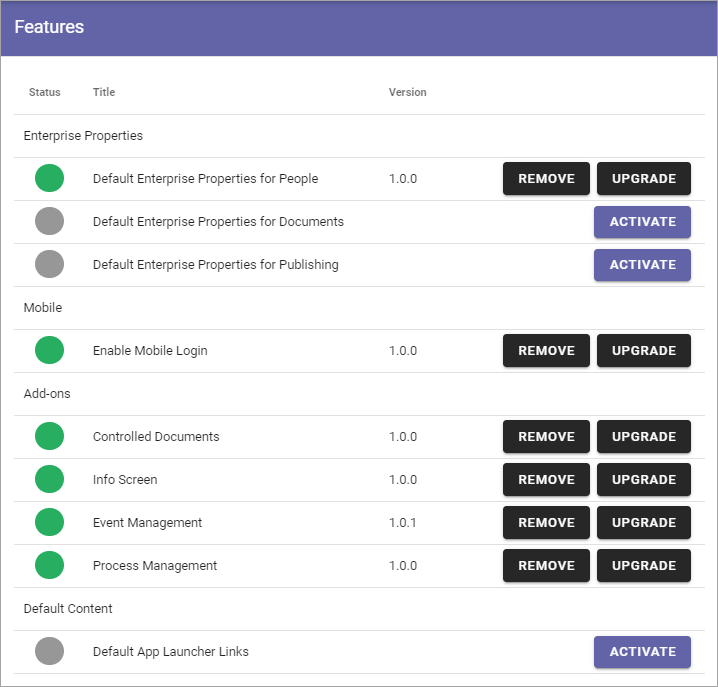 Features
Status Title Version
Enterprise Properties
Default Enterprise Properties for People 1.0.0 REMOVE UPGRADE
Default Enterprise Properties for Documents ACTIVATE
Default Enterprise Properties for Publishing ACTIVATE
Mobile
Enable Mobile Login 1.0.0 REMOVE UPGRADE
Add-ons
Controlled Documents 1.0.0 REMOVE UPGRADE
Info Screen 1.0.0 REMOVE UPGRADE
Event Management 1.0.1 REMOVE UPGRADE
Process Management 1.0.0 REMOVE UPGRADE
Default Content
Default App Launcher Links ACTIVATE